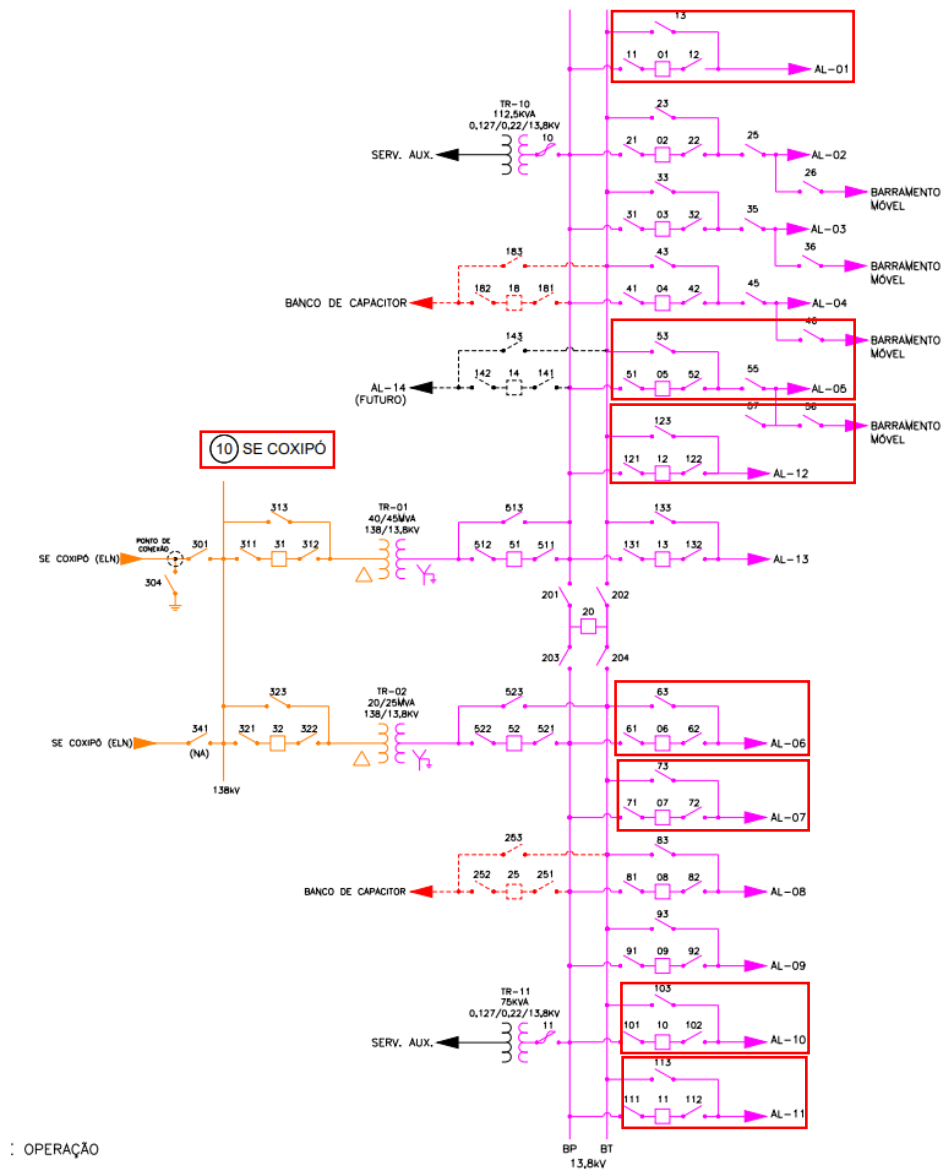 13
11 01 12
AL-01
TR-10
112,5KVA
0,127/0,22/13,8KV
10
SERV. AUX.
23
21 02 22
25
AL-02
26
BARRAMENTO
MÓVEL
33
31 03 32
35
AL-03
36
BARRAMENTO
MÓVEL
183
182 18 181
BANCO DE CAPACITOR
43
41 04 42
45
AL-04
46
BARRAMENTO
MÓVEL
143
142 14 141
AL-14
(FUTURO)
53
51 05 52
55
AL-05
57
56
BARRAMENTO
MÓVEL
10 SE COXIPÓ
123
121 12 122
AL-12
313
311 31 312
PONTO DE
CONEXÃO
301
SE COXIPÓ (ELN)
304
TR-01
40/45MVA
138/13,8KV
513
512 51 511
133
131 13 132
AL-13
201 202
20
203 204
323
321 32 322
341
(NA)
SE COXIPÓ (ELN)
138kV
TR-02
20/25MVA
138/13,8KV
523
522 52 521
63
61 06 62
AL-06
73
71 07 72
AL-07
253
252 25 251
BANCO DE CAPACITOR
83
81 08 82
AL-08
93
91 09 92
AL-09
TR-11
75KVA
0,127/0,22/13,8KV
11
SERV. AUX.
103
101 10 102
AL-10
113
111 11 112
AL-11
: OPERAÇÃO
BP BT
13,8kV